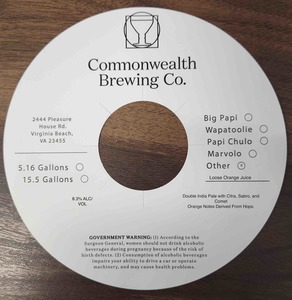 Commonwealth
Brewing Co.
2444 Pleasure
House Rd.
Virginia Beach,
VA 23455
Big Papi
Wapatoolie
Papi Chulo
Marvolo
Other
Loose Orange Juice
5.16 Gallons
15.5 Gallons
8.3% ALC/
VOL
Double India Pale with Citra, Sabro, and
Comet
Orange Notes Derived From Hops.
GOVERNMENT WARNING: (1) According to the
Surgeon General, women should not drink alcoholic
beverages during pregnancy because of the risk of
birth defects. (2) Consumption of alcoholic beverages
impairs your ability to drive a car or operate
machinery, and may cause health problems.